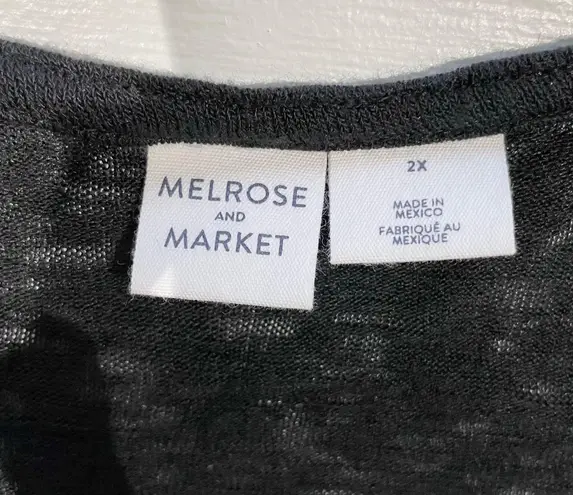 MELROSE
AND
MARKET
2X
MADE IN
MEXICO
FABRIQUÉ AU
MEXIQUE